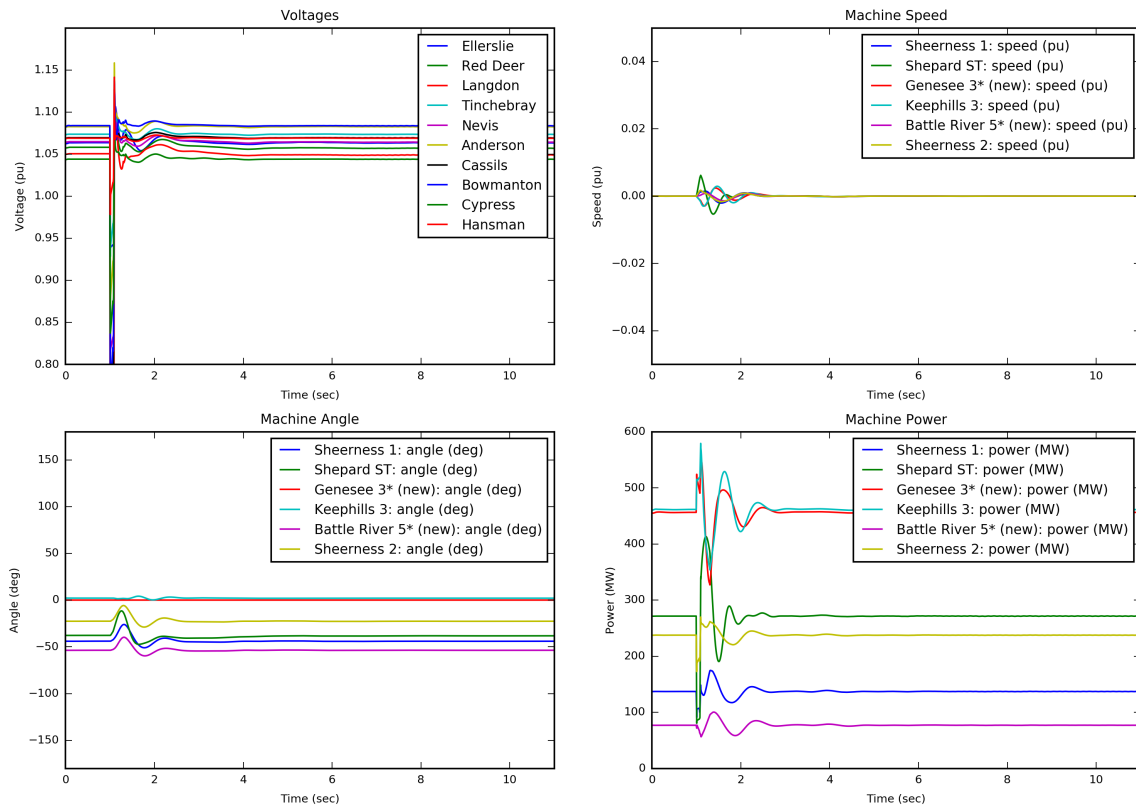 Voltages
Voltage (pu)
1.15
1.10
1.05
1.00
0.95
0.90
0.85
0.80
0 2 4 6 8 10
Time (sec)
Ellerslie
Red Deer
Langdon
Tinchebray
Nevis
Anderson
Cassils
Bowmanton
Cypress
Hansman
Machine Speed
Speed (pu)
0.04
0.02
0.00
−0.02
−0.04
0 2 4 6 8 10
Time (sec)
Sheerness 1: speed (pu)
Shepard ST: speed (pu)
Genesee 3* (new): speed (pu)
Keephills 3: speed (pu)
Battle River 5* (new): speed (pu)
Sheerness 2: speed (pu)
Machine Angle
Angle (deg)
150
100
50
0
−50
−100
−150
0 2 4 6 8 10
Time (sec)
Sheerness 1: angle (deg)
Shepard ST: angle (deg)
Genesee 3* (new): angle (deg)
Keephills 3: angle (deg)
Battle River 5* (new): angle (deg)
Sheerness 2: angle (deg)
Machine Power
Power (MW)
600
500
400
300
200
100
0
0 2 4 6 8 10
Time (sec)
Sheerness 1: power (MW)
Shepard ST: power (MW)
Genesee 3* (new): power (MW)
Keephills 3: power (MW)
Battle River 5* (new): power (MW)
Sheerness 2: power (MW)